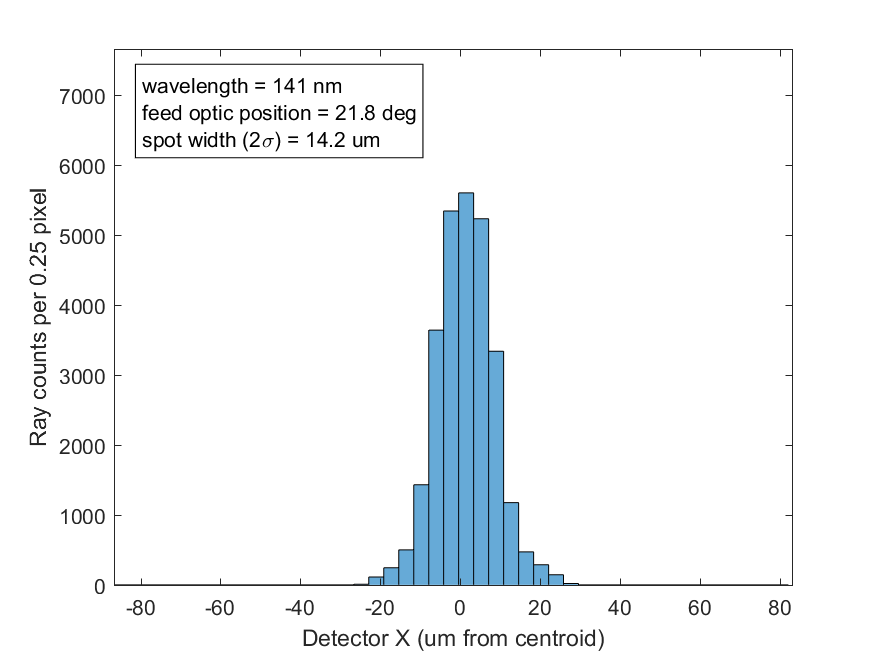 wavelength = 141 nm
feed optic position = 21.8 deg
spot width (2σ) = 14.2 um
7000
6000
5000
4000
3000
2000
1000
0
Ray counts per 0.25 pixel
-80 -60 -40 -20 0 20 40 60 80
Detector X (um from centroid)